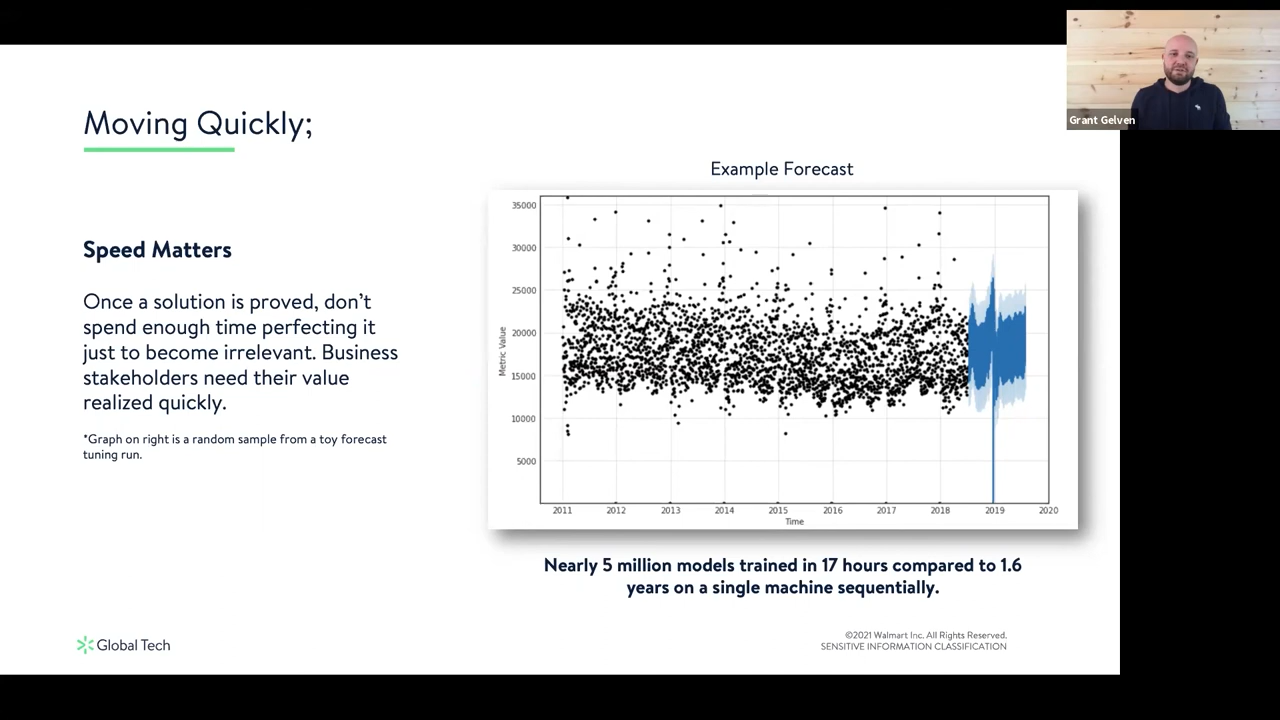 Grant Gelven
Moving Quickly;
Speed Matters
Once a solution is proved, don't
spend enough time perfecting it
just to become irrelevant. Business
stakeholders need their value
realized quickly.
*Graph on right is a random sample from a toy forecast
tuning run.
Example Forecast
35000
30000
25000
20000
15000
10000
5000
Metric Value
2011 2012 2013 2014 2015 2016 2017 2018 2019 2020
Time
Nearly 5 million models trained in 17 hours compared to 1.6
years on a single machine sequentially.
Global Tech
©2021 Walmart Inc. All Rights Reserved.
SENSITIVE INFORMATION CLASSIFICATION